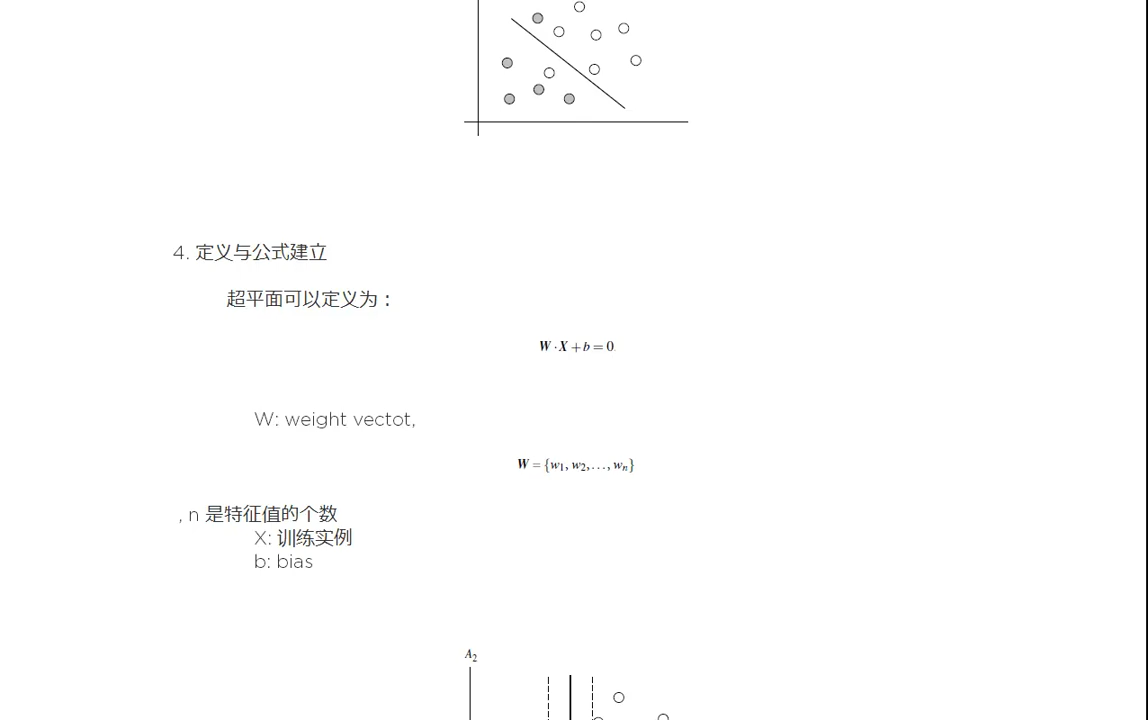 4. 定义与公式建立
超平面可以定义为：
W · X + b = 0
W: weight vectot,
W = {w₁, w₂,..., wₙ}
, n 是特征值的个数
X: 训练实例
b: bias
A₂